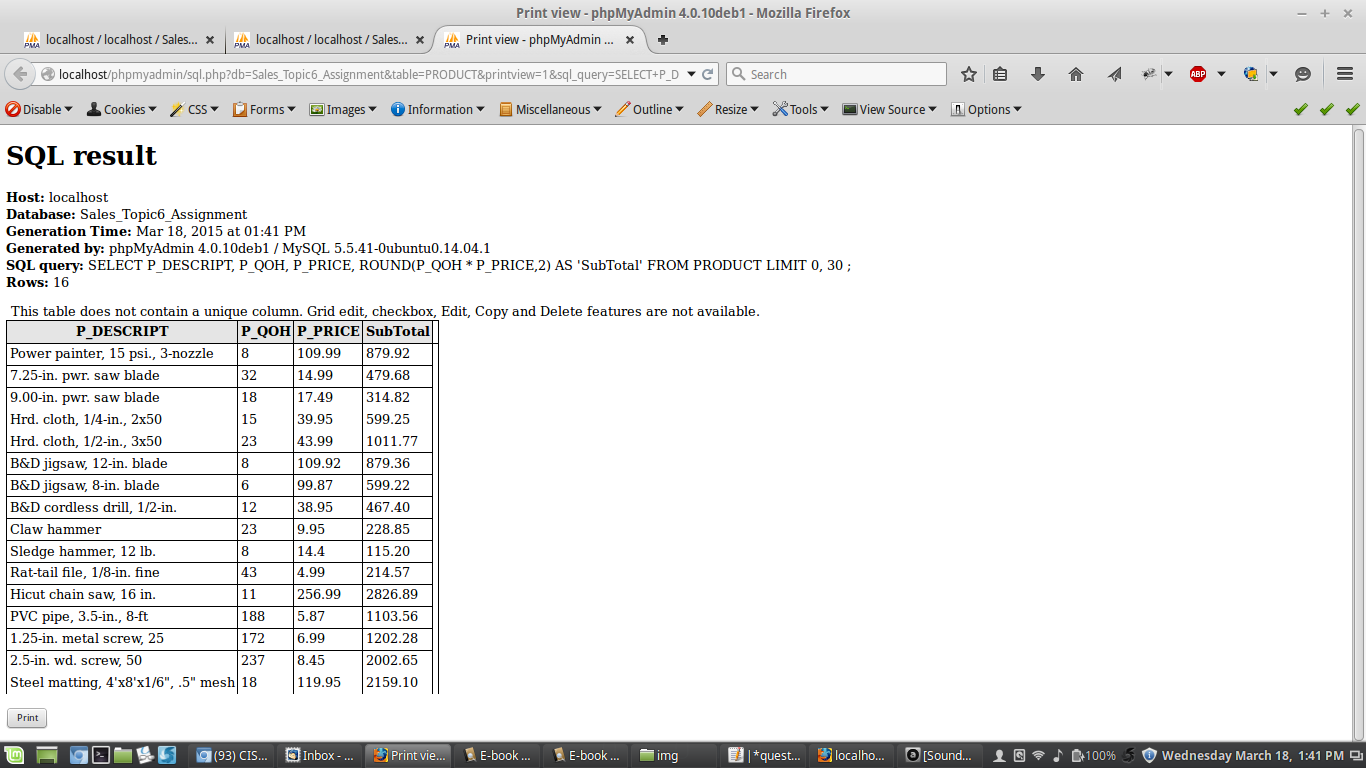 Print view - phpMyAdmin 4.0.10deb1 - Mozilla Firefox
localhost / localhost / Sales...
localhost / localhost / Sales...
Print view - phpMyAdmin ...
localhost/phpmyadmin/sql.php?db=Sales_Topic6_Assignment&table=PRODUCT&printview=1&sql_query=SELECT+P_D
Search
ABP
Disable Cookies CSS Forms Images Information Miscellaneous Outline Resize Tools View Source Options
SQL result
Host: localhost
Database: Sales_Topic6_Assignment
Generation Time: Mar 18, 2015 at 01:41 PM
Generated by: phpMyAdmin 4.0.10deb1 / MySQL 5.5.41-0ubuntu0.14.04.1
SQL query: SELECT P_DESCRIPT, P_QOH, P_PRICE, ROUND(P_QOH * P_PRICE,2) AS 'SubTotal' FROM PRODUCT LIMIT 0, 30 ;
Rows: 16
This table does not contain a unique column. Grid edit, checkbox, Edit, Copy and Delete features are not available.
P_DESCRIPT P_QOH P_PRICE SubTotal
Power painter, 15 psi., 3-nozzle 8 109.99 879.92
7.25-in. pwr. saw blade 32 14.99 479.68
9.00-in. pwr. saw blade 18 17.49 314.82
Hrd. cloth, 1/4-in., 2x50 15 39.95 599.25
Hrd. cloth, 1/2-in., 3x50 23 43.99 1011.77
B&D jigsaw, 12-in. blade 8 109.92 879.36
B&D jigsaw, 8-in. blade 6 99.87 599.22
B&D cordless drill, 1/2-in. 12 38.95 467.40
Claw hammer 23 9.95 228.85
Sledge hammer, 12 lb. 8 14.4 115.20
Rat-tail file, 1/8-in. fine 43 4.99 214.57
Hicut chain saw, 16 in. 11 256.99 2826.89
PVC pipe, 3.5-in., 8-ft 188 5.87 1103.56
1.25-in. metal screw, 25 172 6.99 1202.28
2.5-in. wd. screw, 50 237 8.45 2002.65
Steel matting, 4'x8'x1/6", .5" mesh 18 119.95 2159.10
Print
(93) CIS... Inbox - ... Print vie... E-book ... E-book ... img *quest... localho... [Sound... 100% Wednesday March 18, 1:41 PM